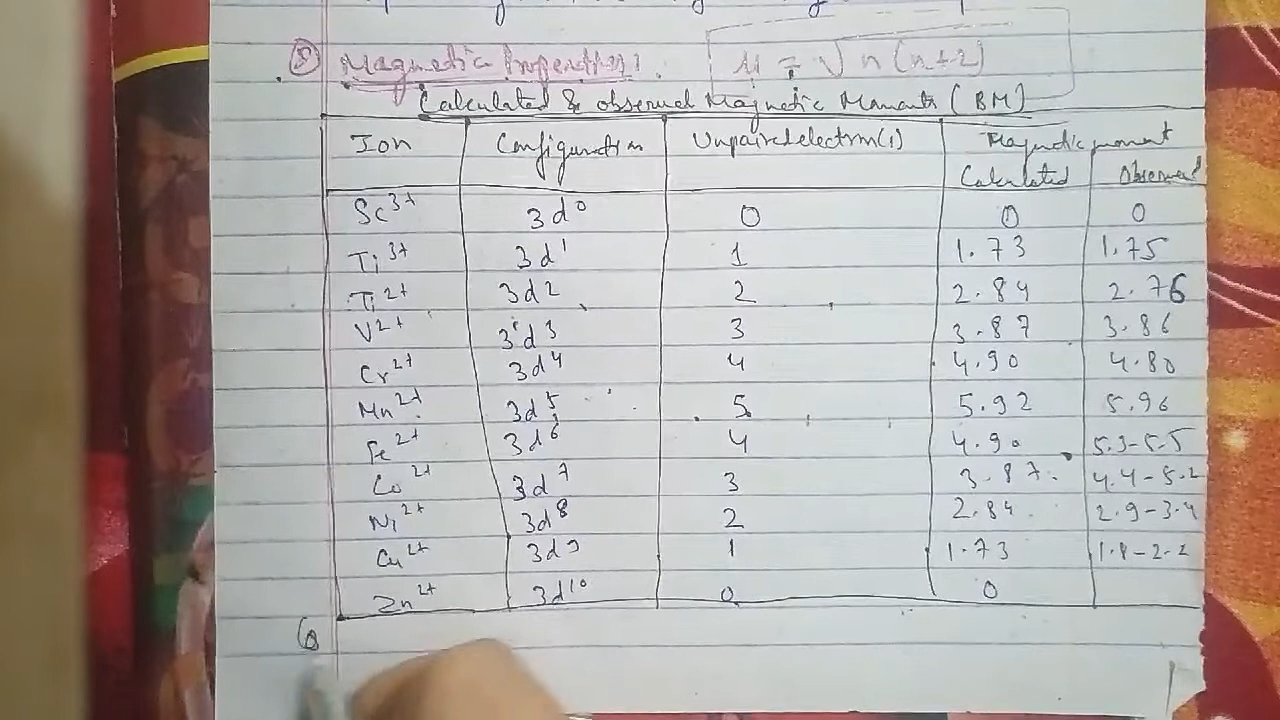 ⑧ Magnetic Properties: μ = √n(n+2)
Calculated & observed Magnetic Moments (BM)
Ion Configuration Unpaired electron(s) Magnetic moment
Calculated Observed
Sc³⁺ 3d⁰ 0 0 0
Ti³⁺ 3d¹ 1 1.73 1.75
Ti²⁺ 3d2 2 2.84 2.76
V²⁺ 3d3 3 3.87 3.86
Cr²⁺ 3d⁴ 4 4.90 4.80
Mn²⁺ 3d⁵ 5 5.92 5.96
Fe²⁺ 3d⁶ 4 4.90 5.3-5.5
Co²⁺ 3d⁷ 3 3.87 4.4-5.2
Ni²⁺ 3d⁸ 2 2.84 2.9-3.4
Cu²⁺ 3d⁹ 1 1.73 1.8-2.2
Zn²⁺ 3d¹⁰ 0 0